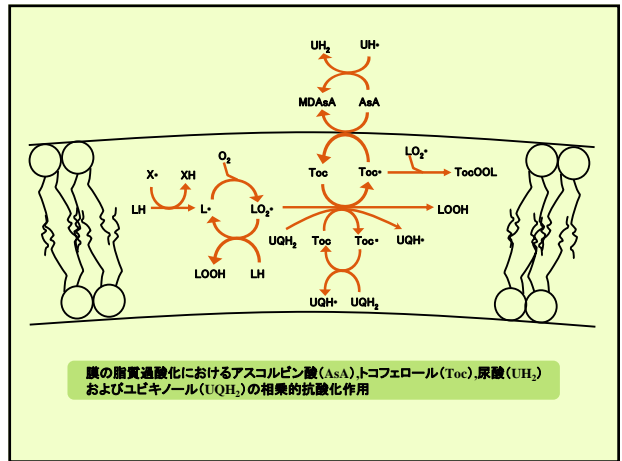 UH₂ UH•
MDAsA AsA
O₂ LO₂•
X• XH Toc Toc• TocOOL
LH L• LO₂• LOOH
UQH₂ Toc Toc• UQH•
LOOH LH
UQH• UQH₂
膜の脂質過酸化におけるアスコルビン酸(AsA),トコフェロール(Toc),尿酸(UH₂)
およびユビキノール(UQH₂)の相乗的抗酸化作用